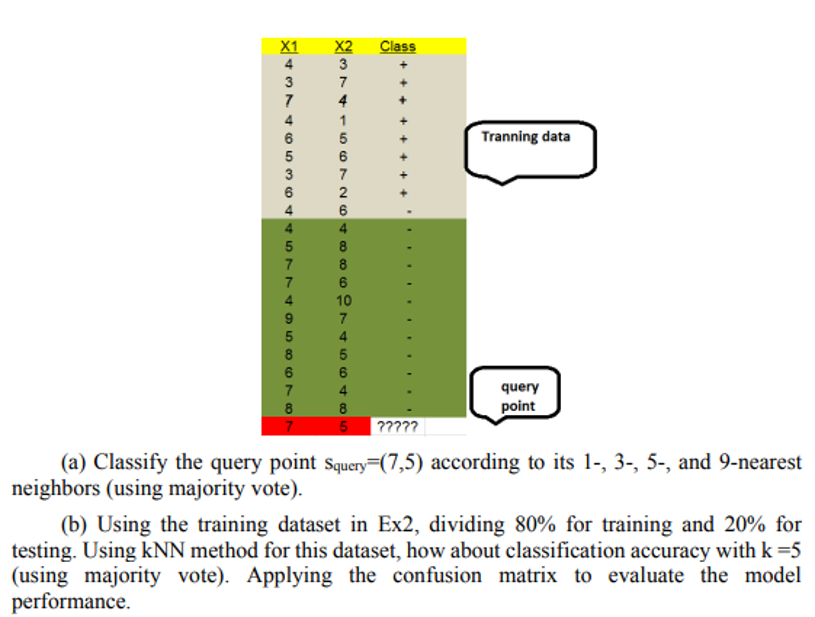 X1 X2 Class
4 3 +
3 7 +
7 4 +
4 1 +
6 5 +
5 6 +
3 7 +
6 2 +
4 6 -
4 4 -
5 8 -
7 8 -
7 6 -
4 10 -
9 7 -
5 4 -
8 5 -
6 6 -
7 4 -
8 8 -
7 5 ?????
Tranning data
query
point
(a) Classify the query point squery=(7,5) according to its 1-, 3-, 5-, and 9-nearest
neighbors (using majority vote).
(b) Using the training dataset in Ex2, dividing 80% for training and 20% for
testing. Using kNN method for this dataset, how about classification accuracy with k =5
(using majority vote). Applying the confusion matrix to evaluate the model
performance.